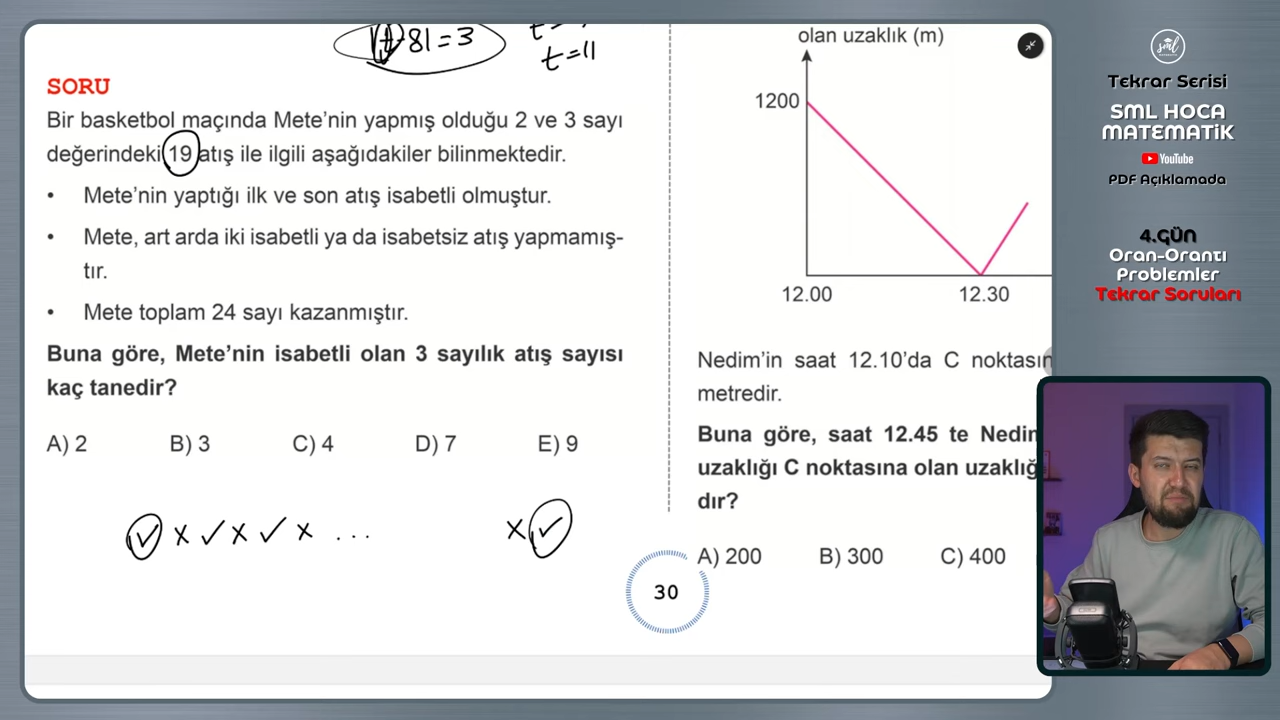 |t-8|=3
t=11
SORU
Bir basketbol maçında Mete'nin yapmış olduğu 2 ve 3 sayı
değerindeki 19 atış ile ilgili aşağıdakiler bilinmektedir.
• Mete'nin yaptığı ilk ve son atış isabetli olmuştur.
• Mete, art arda iki isabetli ya da isabetsiz atış yapmamış-
tır.
• Mete toplam 24 sayı kazanmıştır.
Buna göre, Mete'nin isabetli olan 3 sayılık atış sayısı
kaç tanedir?
A) 2 B) 3 C) 4 D) 7 E) 9
✓ x ✓ x ✓ x ... x ✓
30
olan uzaklık (m)
1200
12.00 12.30
Nedim'in saat 12.10'da C noktasın
metredir.
Buna göre, saat 12.45 te Nedim
uzaklığı C noktasına olan uzaklığ
dır?
A) 200 B) 300 C) 400
sml
Tekrar Serisi
SML HOCA
MATEMATİK
YouTube
PDF Açıklamada
4.GÜN
Oran-Orantı
Problemler
Tekrar Soruları